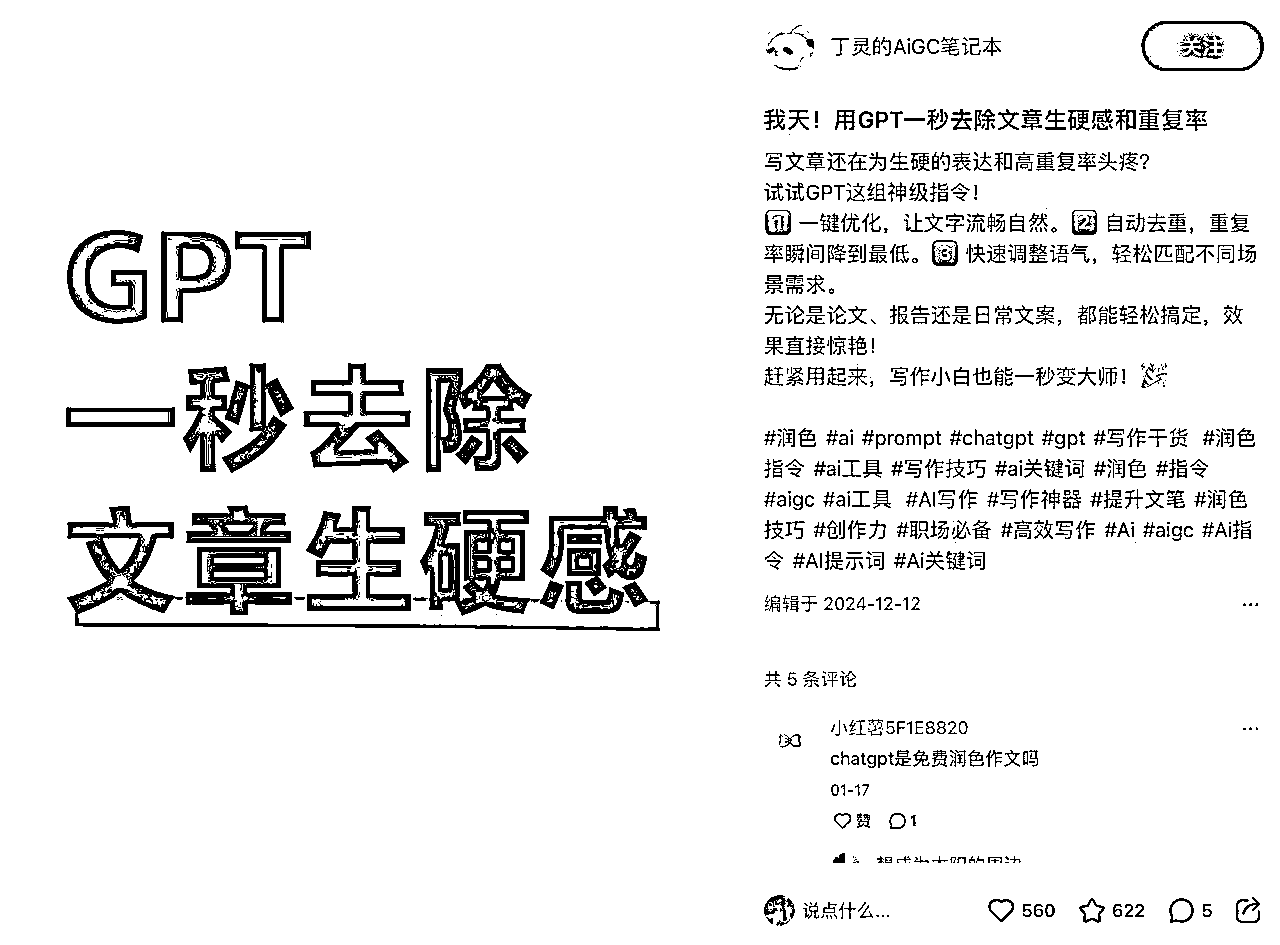 GPT
一秒去除
文章生硬感
丁灵的AiGC笔记本
关注
我天！用GPT一秒去除文章生硬感和重复率
写文章还在为生硬的表达和高重复率头疼？
试试GPT这组神级指令！
1 一键优化，让文字流畅自然。2 自动去重，重复
率瞬间降到最低。3 快速调整语气，轻松匹配不同场
景需求。
无论是论文、报告还是日常文案，都能轻松搞定，效
果直接惊艳！
赶紧用起来，写作小白也能一秒变大师！
#润色 #ai #prompt #chatgpt #gpt #写作干货 #润色
指令 #ai工具 #写作技巧 #ai关键词 #润色 #指令
#aigc #ai工具 #AI写作 #写作神器 #提升文笔 #润色
技巧 #创作力 #职场必备 #高效写作 #Ai #aigc #Ai指
令 #AI提示词 #Ai关键词
编辑于 2024-12-12
共 5 条评论
小红薯5F1E8820
chatgpt是免费润色作文吗
01-17
赞 1
说点什么... 560 622 5